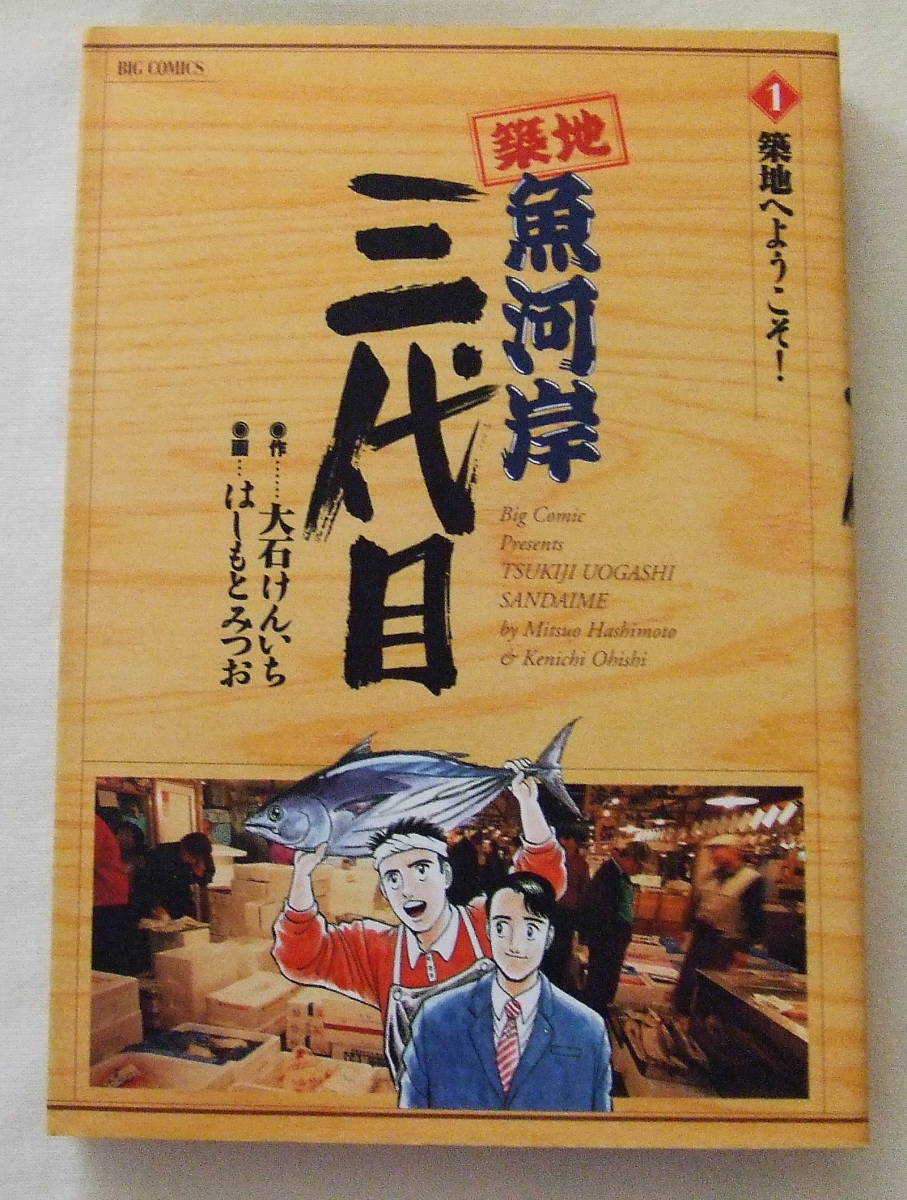 BIG COMICS
1
築地へようこそ!
築地
魚河岸
三代目
◉作……大石けんいち
◉画…はしもとみつお
Big Comic
Presents
TSUKIJI UOGASHI
SANDAIME
by Mitsuo Hashimoto
& Kenichi Ohishi